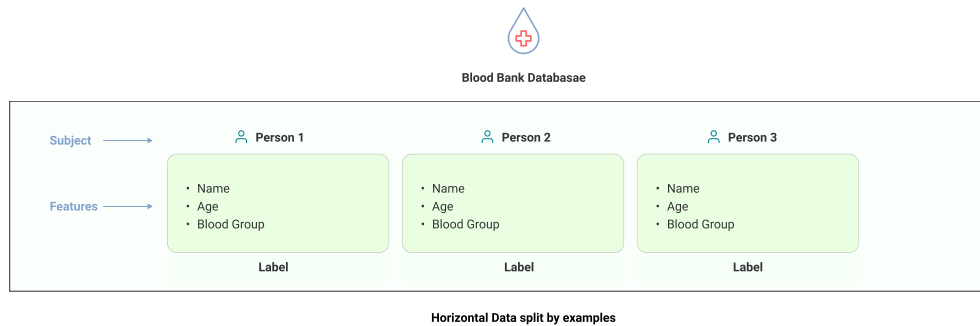 Blood Bank Databasae
Subject
Person 1
Person 2
Person 3
Features
• Name
• Age
• Blood Group
• Name
• Age
• Blood Group
• Name
• Age
• Blood Group
Label
Label
Label
Horizontal Data split by examples